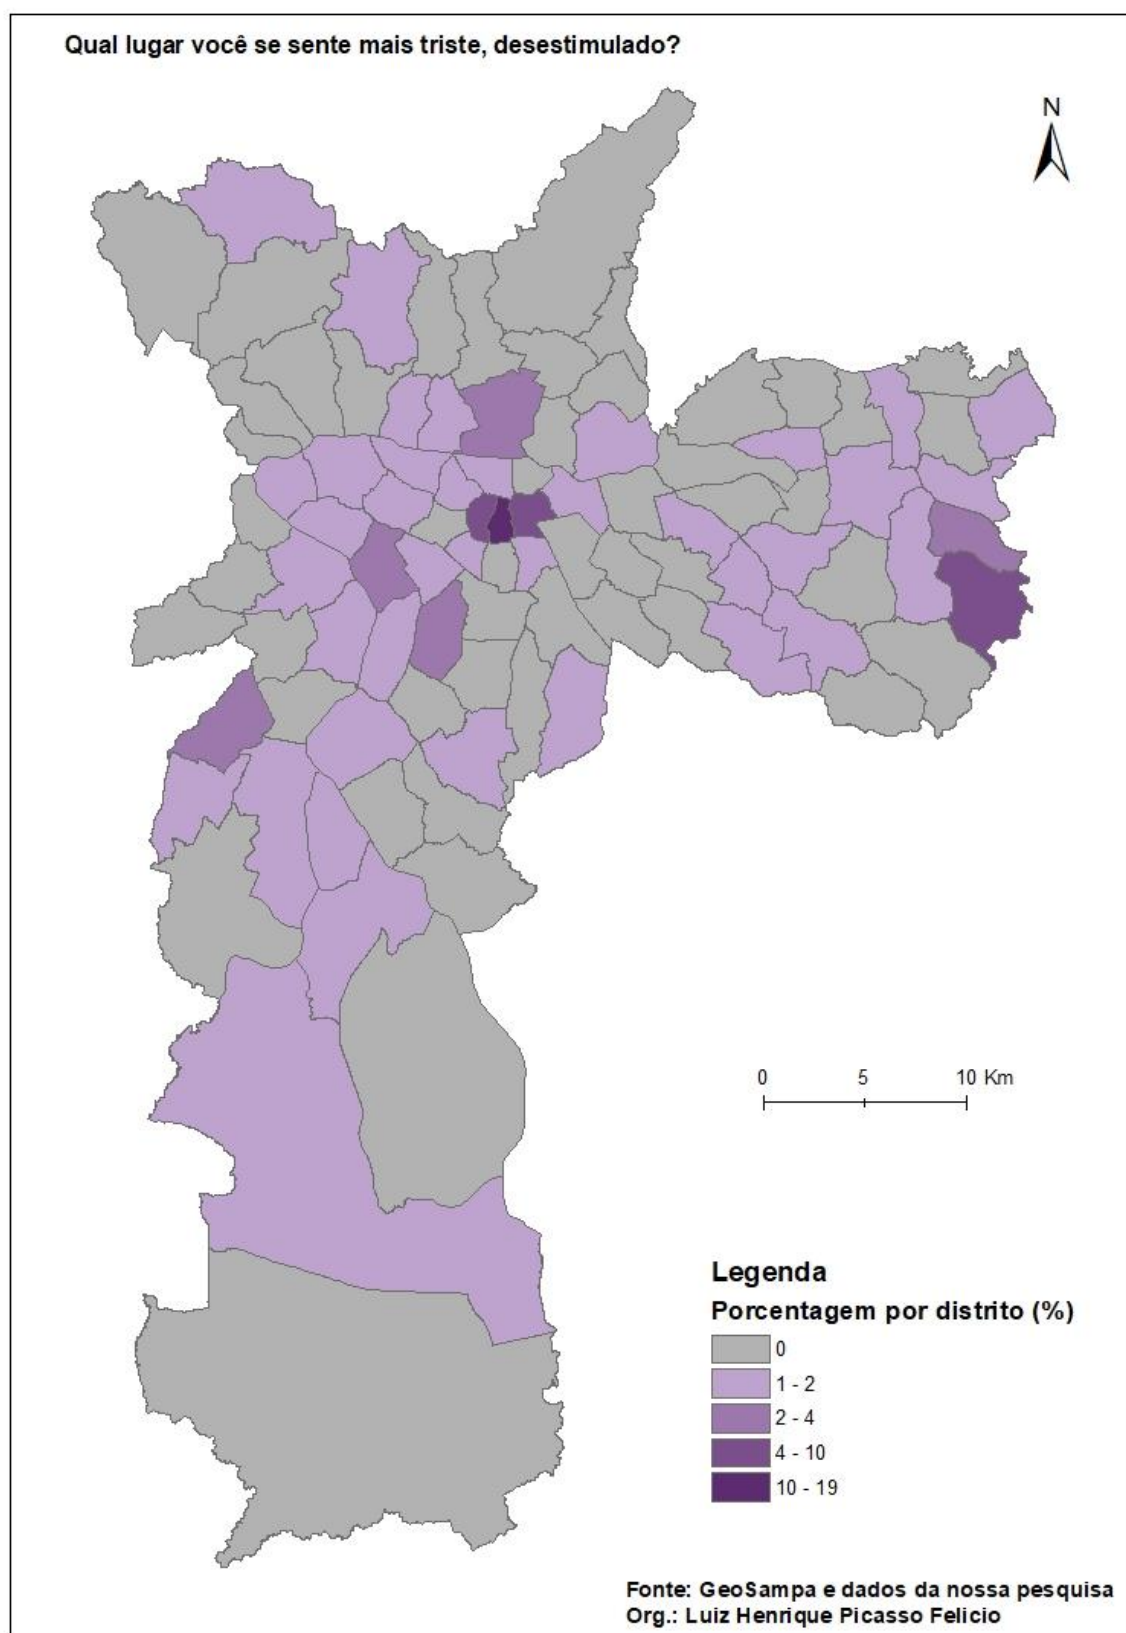 Qual lugar você se sente mais triste, desestimulado?
N
0 5 10 Km
Legenda
Porcentagem por distrito (%)
0
1 - 2
2 - 4
4 - 10
10 - 19
Fonte: GeoSampa e dados da nossa pesquisa
Org.: Luiz Henrique Picasso Felicio